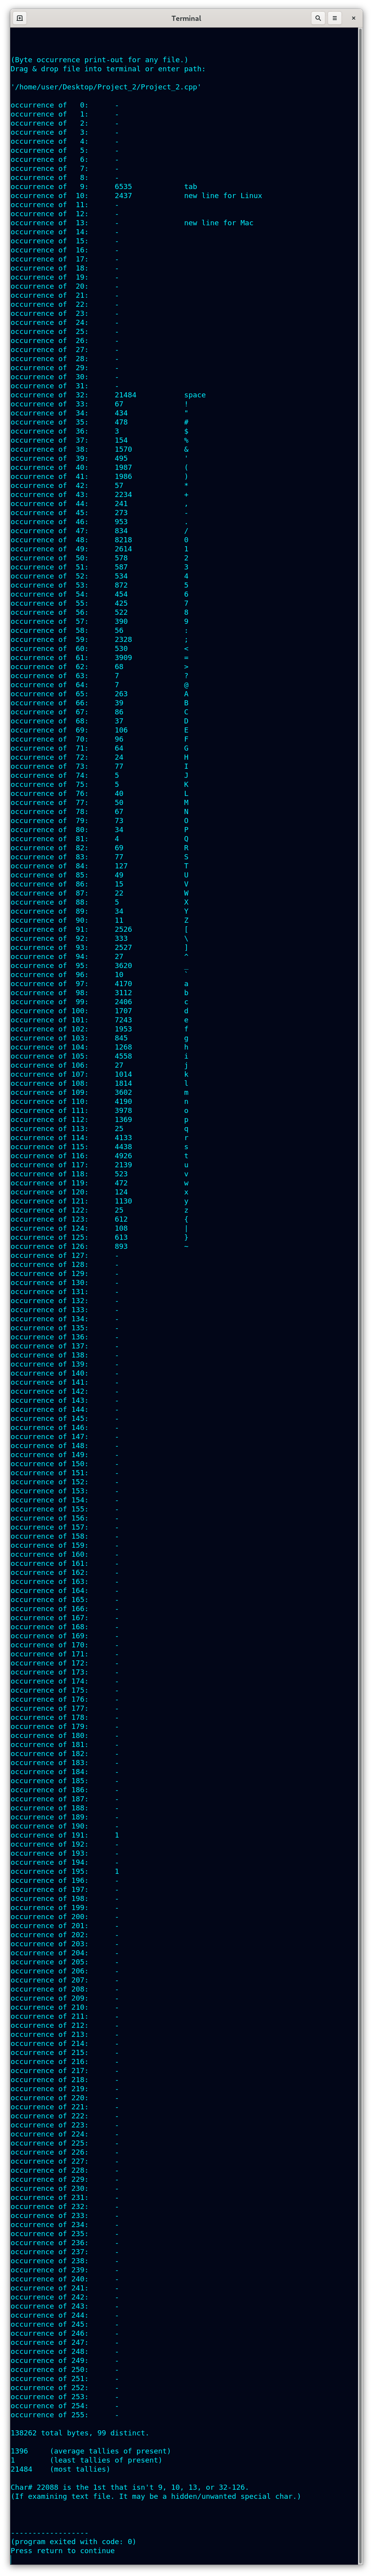 Terminal
(Byte occurrence print-out for any file.)
Drag & drop file into terminal or enter path:
'/home/user/Desktop/Project_2/Project_2.cpp'
occurrence of   0:      -
occurrence of   1:      -
occurrence of   2:      -
occurrence of   3:      -
occurrence of   4:      -
occurrence of   5:      -
occurrence of   6:      -
occurrence of   7:      -
occurrence of   8:      -
occurrence of   9:      6535            tab
occurrence of  10:      2437            new line for Linux
occurrence of  11:      -
occurrence of  12:      -
occurrence of  13:      -               new line for Mac
occurrence of  14:      -
occurrence of  15:      -
occurrence of  16:      -
occurrence of  17:      -
occurrence of  18:      -
occurrence of  19:      -
occurrence of  20:      -
occurrence of  21:      -
occurrence of  22:      -
occurrence of  23:      -
occurrence of  24:      -
occurrence of  25:      -
occurrence of  26:      -
occurrence of  27:      -
occurrence of  28:      -
occurrence of  29:      -
occurrence of  30:      -
occurrence of  31:      -
occurrence of  32:      21484           space
occurrence of  33:      67              !
occurrence of  34:      434             "
occurrence of  35:      478             #
occurrence of  36:      3               $
occurrence of  37:      154             %
occurrence of  38:      1570            &
occurrence of  39:      495             '
occurrence of  40:      1987            (
occurrence of  41:      1986            )
occurrence of  42:      57              *
occurrence of  43:      2234            +
occurrence of  44:      241             ,
occurrence of  45:      273             -
occurrence of  46:      953             .
occurrence of  47:      834             /
occurrence of  48:      8218            0
occurrence of  49:      2614            1
occurrence of  50:      578             2
occurrence of  51:      587             3
occurrence of  52:      534             4
occurrence of  53:      872             5
occurrence of  54:      454             6
occurrence of  55:      425             7
occurrence of  56:      522             8
occurrence of  57:      390             9
occurrence of  58:      56              :
occurrence of  59:      2328            ;
occurrence of  60:      530             <
occurrence of  61:      3909            =
occurrence of  62:      68              >
occurrence of  63:      7               ?
occurrence of  64:      7               @
occurrence of  65:      263             A
occurrence of  66:      39              B
occurrence of  67:      86              C
occurrence of  68:      37              D
occurrence of  69:      106             E
occurrence of  70:      96              F
occurrence of  71:      64              G
occurrence of  72:      24              H
occurrence of  73:      77              I
occurrence of  74:      5               J
occurrence of  75:      5               K
occurrence of  76:      40              L
occurrence of  77:      50              M
occurrence of  78:      67              N
occurrence of  79:      73              O
occurrence of  80:      34              P
occurrence of  81:      4               Q
occurrence of  82:      69              R
occurrence of  83:      77              S
occurrence of  84:      127             T
occurrence of  85:      49              U
occurrence of  86:      15              V
occurrence of  87:      22              W
occurrence of  88:      5               X
occurrence of  89:      34              Y
occurrence of  90:      11              Z
occurrence of  91:      2526            [
occurrence of  92:      333             \
occurrence of  93:      2527            ]
occurrence of  94:      27              ^
occurrence of  95:      3620            _
occurrence of  96:      10              `
occurrence of  97:      4170            a
occurrence of  98:      3112            b
occurrence of  99:      2406            c
occurrence of 100:      1707            d
occurrence of 101:      7243            e
occurrence of 102:      1953            f
occurrence of 103:      845             g
occurrence of 104:      1268            h
occurrence of 105:      4558            i
occurrence of 106:      27              j
occurrence of 107:      1014            k
occurrence of 108:      1814            l
occurrence of 109:      3602            m
occurrence of 110:      4190            n
occurrence of 111:      3978            o
occurrence of 112:      1369            p
occurrence of 113:      25              q
occurrence of 114:      4133            r
occurrence of 115:      4438            s
occurrence of 116:      4926            t
occurrence of 117:      2139            u
occurrence of 118:      523             v
occurrence of 119:      472             w
occurrence of 120:      124             x
occurrence of 121:      1130            y
occurrence of 122:      25              z
occurrence of 123:      612             {
occurrence of 124:      108             |
occurrence of 125:      613             }
occurrence of 126:      893             ~
occurrence of 127:      -
occurrence of 128:      -
occurrence of 129:      -
occurrence of 130:      -
occurrence of 131:      -
occurrence of 132:      -
occurrence of 133:      -
occurrence of 134:      -
occurrence of 135:      -
occurrence of 136:      -
occurrence of 137:      -
occurrence of 138:      -
occurrence of 139:      -
occurrence of 140:      -
occurrence of 141:      -
occurrence of 142:      -
occurrence of 143:      -
occurrence of 144:      -
occurrence of 145:      -
occurrence of 146:      -
occurrence of 147:      -
occurrence of 148:      -
occurrence of 149:      -
occurrence of 150:      -
occurrence of 151:      -
occurrence of 152:      -
occurrence of 153:      -
occurrence of 154:      -
occurrence of 155:      -
occurrence of 156:      -
occurrence of 157:      -
occurrence of 158:      -
occurrence of 159:      -
occurrence of 160:      -
occurrence of 161:      -
occurrence of 162:      -
occurrence of 163:      -
occurrence of 164:      -
occurrence of 165:      -
occurrence of 166:      -
occurrence of 167:      -
occurrence of 168:      -
occurrence of 169:      -
occurrence of 170:      -
occurrence of 171:      -
occurrence of 172:      -
occurrence of 173:      -
occurrence of 174:      -
occurrence of 175:      -
occurrence of 176:      -
occurrence of 177:      -
occurrence of 178:      -
occurrence of 179:      -
occurrence of 180:      -
occurrence of 181:      -
occurrence of 182:      -
occurrence of 183:      -
occurrence of 184:      -
occurrence of 185:      -
occurrence of 186:      -
occurrence of 187:      -
occurrence of 188:      -
occurrence of 189:      -
occurrence of 190:      -
occurrence of 191:      1
occurrence of 192:      -
occurrence of 193:      -
occurrence of 194:      -
occurrence of 195:      1
occurrence of 196:      -
occurrence of 197:      -
occurrence of 198:      -
occurrence of 199:      -
occurrence of 200:      -
occurrence of 201:      -
occurrence of 202:      -
occurrence of 203:      -
occurrence of 204:      -
occurrence of 205:      -
occurrence of 206:      -
occurrence of 207:      -
occurrence of 208:      -
occurrence of 209:      -
occurrence of 210:      -
occurrence of 211:      -
occurrence of 212:      -
occurrence of 213:      -
occurrence of 214:      -
occurrence of 215:      -
occurrence of 216:      -
occurrence of 217:      -
occurrence of 218:      -
occurrence of 219:      -
occurrence of 220:      -
occurrence of 221:      -
occurrence of 222:      -
occurrence of 223:      -
occurrence of 224:      -
occurrence of 225:      -
occurrence of 226:      -
occurrence of 227:      -
occurrence of 228:      -
occurrence of 229:      -
occurrence of 230:      -
occurrence of 231:      -
occurrence of 232:      -
occurrence of 233:      -
occurrence of 234:      -
occurrence of 235:      -
occurrence of 236:      -
occurrence of 237:      -
occurrence of 238:      -
occurrence of 239:      -
occurrence of 240:      -
occurrence of 241:      -
occurrence of 242:      -
occurrence of 243:      -
occurrence of 244:      -
occurrence of 245:      -
occurrence of 246:      -
occurrence of 247:      -
occurrence of 248:      -
occurrence of 249:      -
occurrence of 250:      -
occurrence of 251:      -
occurrence of 252:      -
occurrence of 253:      -
occurrence of 254:      -
occurrence of 255:      -
138262 total bytes, 99 distinct.
1396     (average tallies of present)
1        (least tallies of present)
21484    (most tallies)
Char# 22088 is the 1st that isn't 9, 10, 13, or 32-126.
(If examining text file. It may be a hidden/unwanted special char.)
------------------
(program exited with code: 0)
Press return to continue